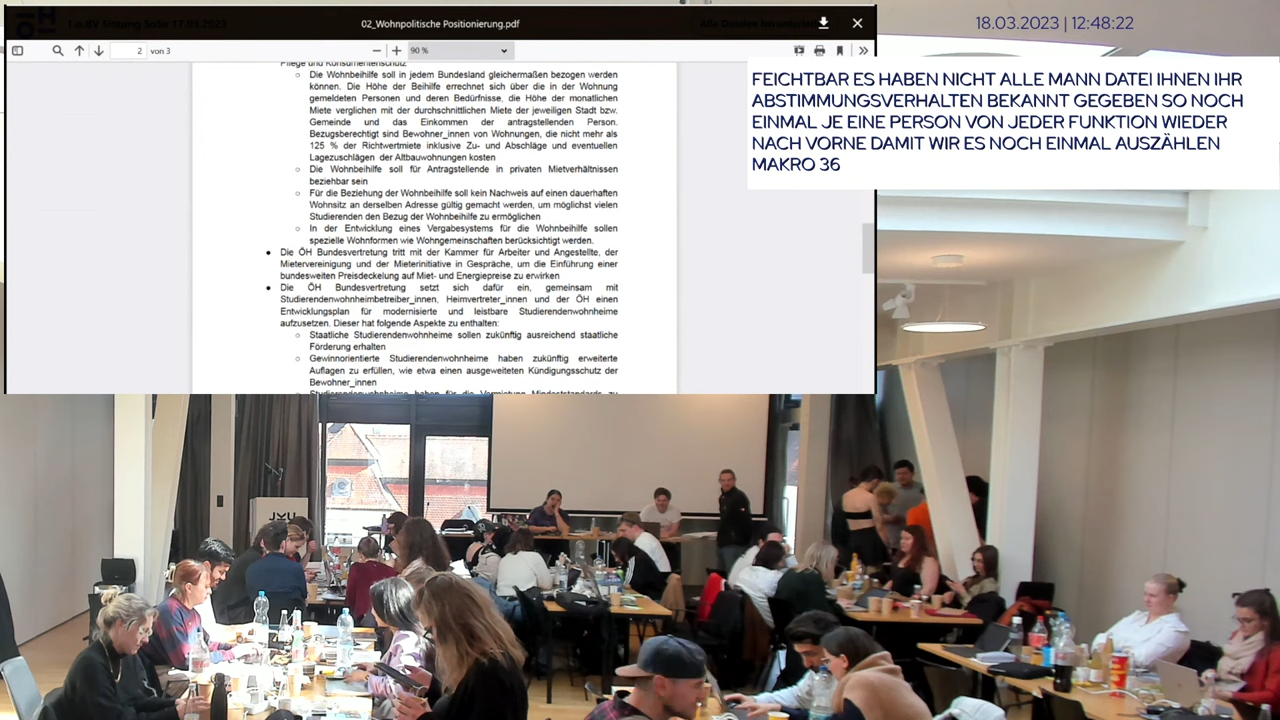 02_Wohnpolitische Positionierung.pdf
18.03.2023 | 12:48:22
2 von 3
90 %
FEICHTBAR ES HABEN NICHT ALLE MANN DATEI IHNEN IHR
ABSTIMMUNGSVERHALTEN BEKANNT GEGEBEN SO NOCH
EINMAL JE EINE PERSON VON JEDER FUNKTION WIEDER
NACH VORNE DAMIT WIR ES NOCH EINMAL AUSZÄHLEN
MAKRO 36
Pflege und Konsumentenschutz
Die Wohnbeihilfe soll in jedem Bundesland gleichermaßen bezogen werden
können. Die Höhe der Beihilfe errechnet sich über die in der Wohnung
gemeldeten Personen und deren Bedürfnisse, die Höhe der monatlichen
Miete verglichen mit der durchschnittlichen Miete der jeweiligen Stadt bzw.
Gemeinde und das Einkommen der antragstellenden Person.
Bezugsberechtigt sind Bewohner_innen von Wohnungen, die nicht mehr als
125 % der Richtwertmiete inklusive Zu- und Abschläge und eventuellen
Lagezuschlägen der Altbauwohnungen kosten
Die Wohnbeihilfe soll für Antragstellende in privaten Mietverhältnissen
beziehbar sein
Für die Beziehung der Wohnbeihilfe soll kein Nachweis auf einen dauerhaften
Wohnsitz an derselben Adresse gültig gemacht werden, um möglichst vielen
Studierenden den Bezug der Wohnbeihilfe zu ermöglichen
In der Entwicklung eines Vergabesystems für die Wohnbeihilfe sollen
spezielle Wohnformen wie Wohngemeinschaften berücksichtigt werden.
Die ÖH Bundesvertretung tritt mit der Kammer für Arbeiter und Angestellte, der
Mietervereinigung und der Mieterinitiative in Gespräche, um die Einführung einer
bundesweiten Preisdeckelung auf Miet- und Energiepreise zu erwirken
Die ÖH Bundesvertretung setzt sich dafür ein, gemeinsam mit
Studierendenwohnheimbetreiber_innen, Heimvertreter_innen und der ÖH einen
Entwicklungsplan für modernisierte und leistbare Studierendenwohnheime
aufzusetzen. Dieser hat folgende Aspekte zu enthalten:
Staatliche Studierendenwohnheime sollen zukünftig ausreichend staatliche
Förderung erhalten
Gewinnorientierte Studierendenwohnheime haben zukünftig erweiterte
Auflagen zu erfüllen, wie etwa einen ausgeweiteten Kündigungsschutz der
Bewohner_innen
Studierendenwohnheime haben für die Vermietung Mindeststandards zu
JKU